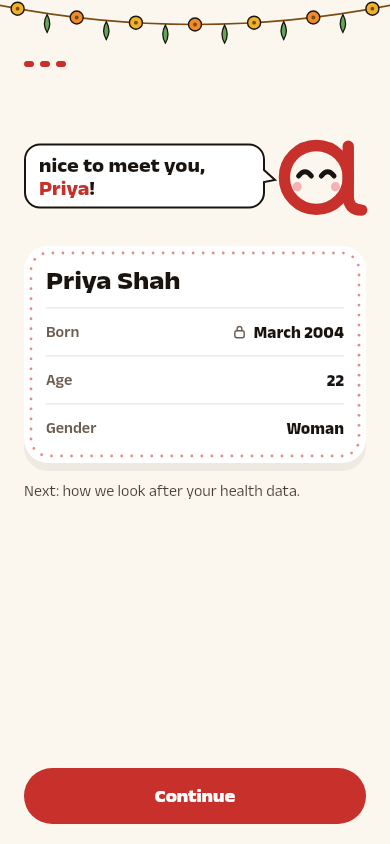 nice to meet you,
Priya!
Priya Shah
Born March 2004
Age 22
Gender Woman
Next: how we look after your health data.
Continue